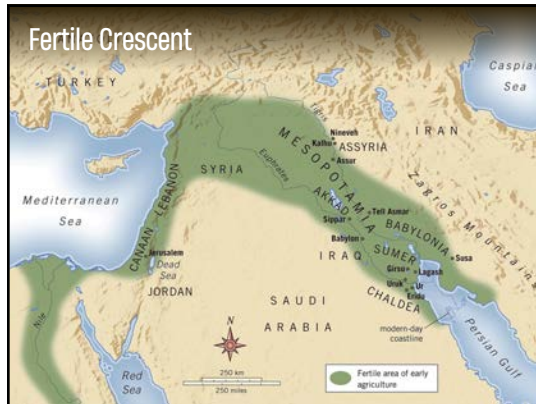 Fertile Crescent
TURKEY
Caspian
Sea
Tigris
Nineveh
Kalhu
ASSYRIA
IRAN
Assur
MESOPOTAMIA
SYRIA
Euphrates
Zagros Mountains
Mediterranean
Sea
CANAAN
LEBANON
AKKAD
Tell Asmar
Sippar
BABYLONIA
Jerusalem
Dead
Sea
Babylon
IRAQ
SUMER
Susa
Girsu
Lagash
JORDAN
Uruk
Ur
Eridu
CHALDEA
Nile
SAUDI
ARABIA
modern-day
coastline
Persian Gulf
N
Red
Sea
250 km
250 miles
Fertile area of early
agriculture